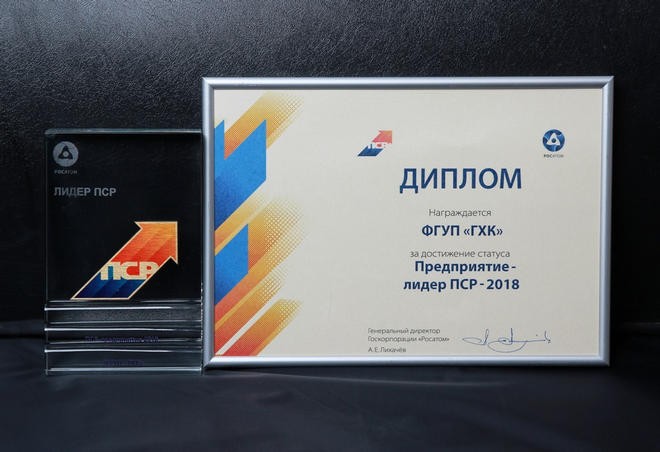 РОСАТОМ
ЛИДЕР ПСР
ПСР
ПСР
РОСАТОМ
ДИПЛОМ
Награждается
ФГУП «ГХК»
за достижение статуса
Предприятие-
лидер ПСР-2018
Генеральный директор
Госкорпорации «Росатом»
А.Е.Лихачёв